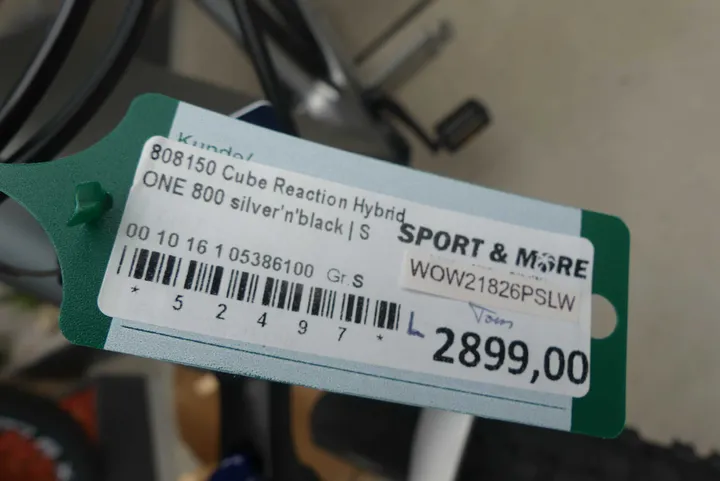 Kunde/
808150 Cube Reaction Hybrid
ONE 800 silver'n'black | S
SPORT & MORE
00 10 16 1 05386100 Gr.S
WOW21826PSLW
* 5 2 4 9 7 *
L
Tom
2899,00